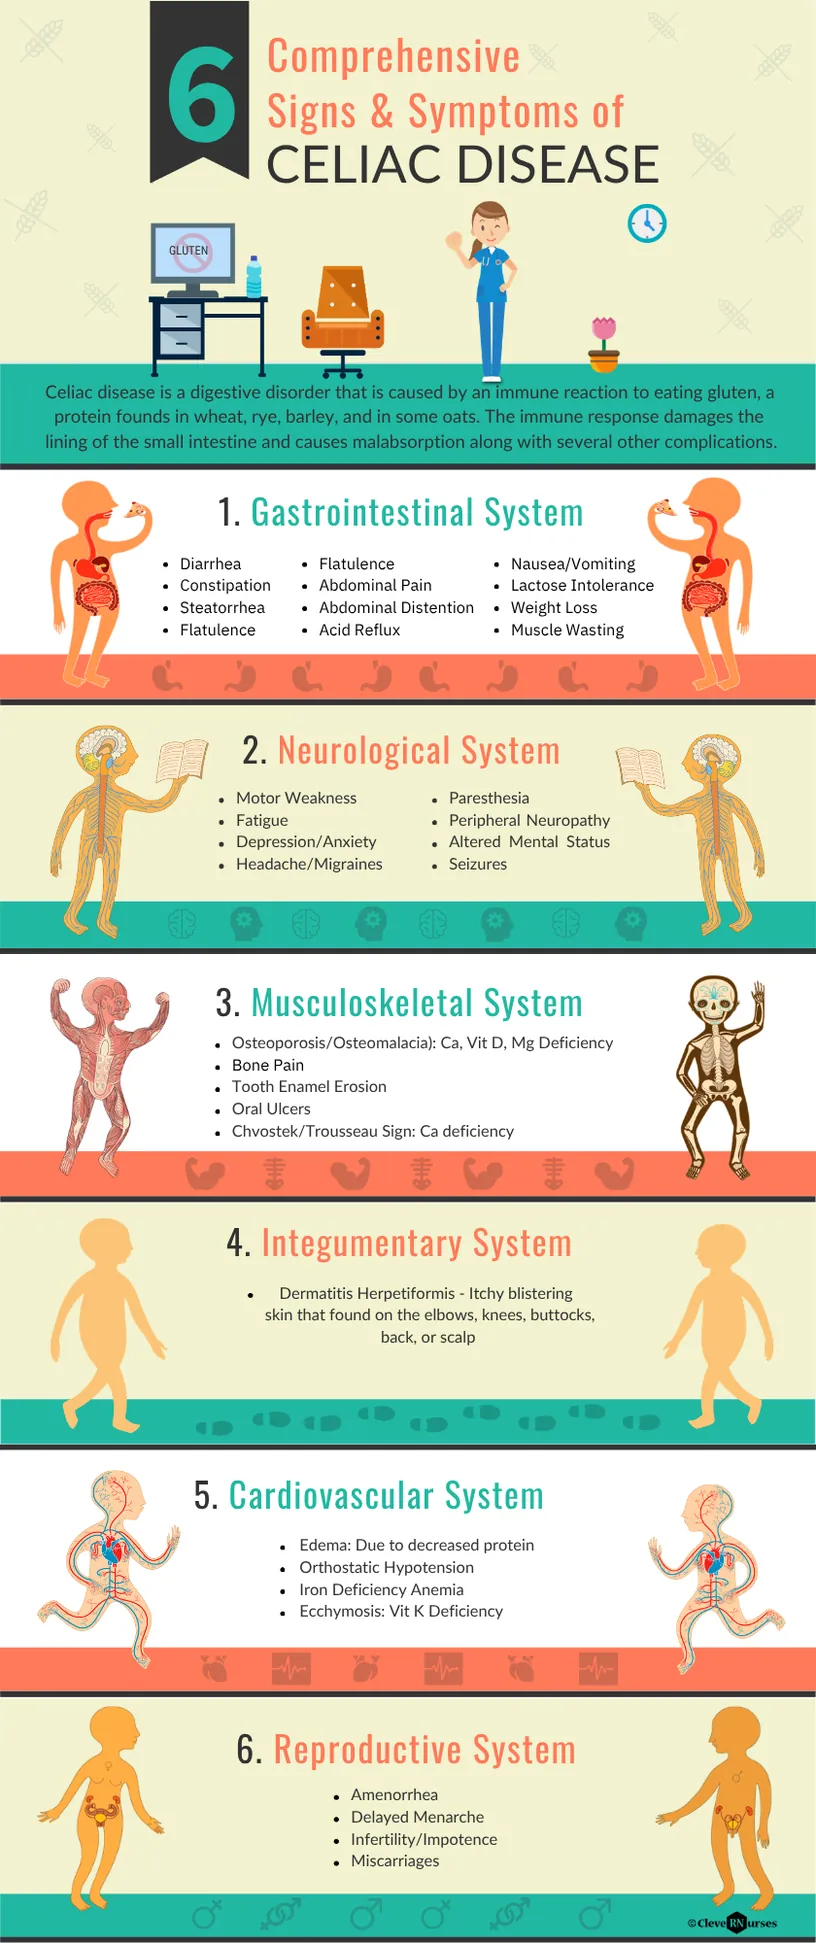 6
Comprehensive
Signs & Symptoms of
CELIAC DISEASE
GLUTEN
Celiac disease is a digestive disorder that is caused by an immune reaction to eating gluten, a
protein founds in wheat, rye, barley, and in some oats. The immune response damages the
lining of the small intestine and causes malabsorption along with several other complications.
1. Gastrointestinal System
• Diarrhea
• Constipation
• Steatorrhea
• Flatulence
• Flatulence
• Abdominal Pain
• Abdominal Distention
• Acid Reflux
• Nausea/Vomiting
• Lactose Intolerance
• Weight Loss
• Muscle Wasting
2. Neurological System
• Motor Weakness
• Fatigue
• Depression/Anxiety
• Headache/Migraines
• Paresthesia
• Peripheral Neuropathy
• Altered Mental Status
• Seizures
3. Musculoskeletal System
• Osteoporosis/Osteomalacia): Ca, Vit D, Mg Deficiency
• Bone Pain
• Tooth Enamel Erosion
• Oral Ulcers
• Chvostek/Trousseau Sign: Ca deficiency
4. Integumentary System
• Dermatitis Herpetiformis - Itchy blistering
skin that found on the elbows, knees, buttocks,
back, or scalp
5. Cardiovascular System
• Edema: Due to decreased protein
• Orthostatic Hypotension
• Iron Deficiency Anemia
• Ecchymosis: Vit K Deficiency
6. Reproductive System
• Amenorrhea
• Delayed Menarche
• Infertility/Impotence
• Miscarriages
©CleveRNurses